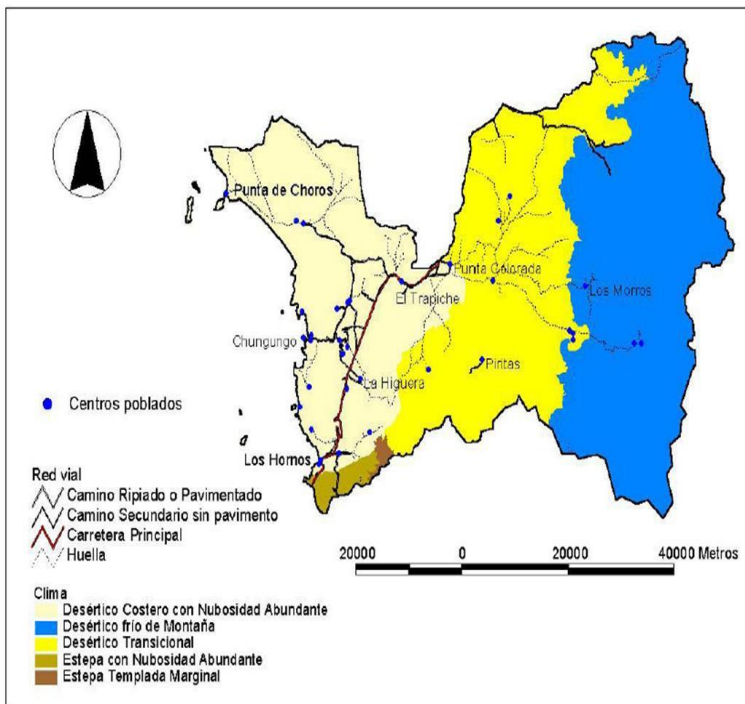 Punta de Choros
Punta Colorada
El Trapiche
Los Morros
Chungungo
Pintas
La Higuera
Centros poblados
Los Hornos
Red vial
Camino Ripiado o Pavimentado
Camino Secundario sin pavimento
Carretera Principal
Huella
20000 0 20000 40000 Metros
Clima
Desértico Costero con Nubosidad Abundante
Desértico frío de Montaña
Desértico Transicional
Estepa con Nubosidad Abundante
Estepa Templada Marginal